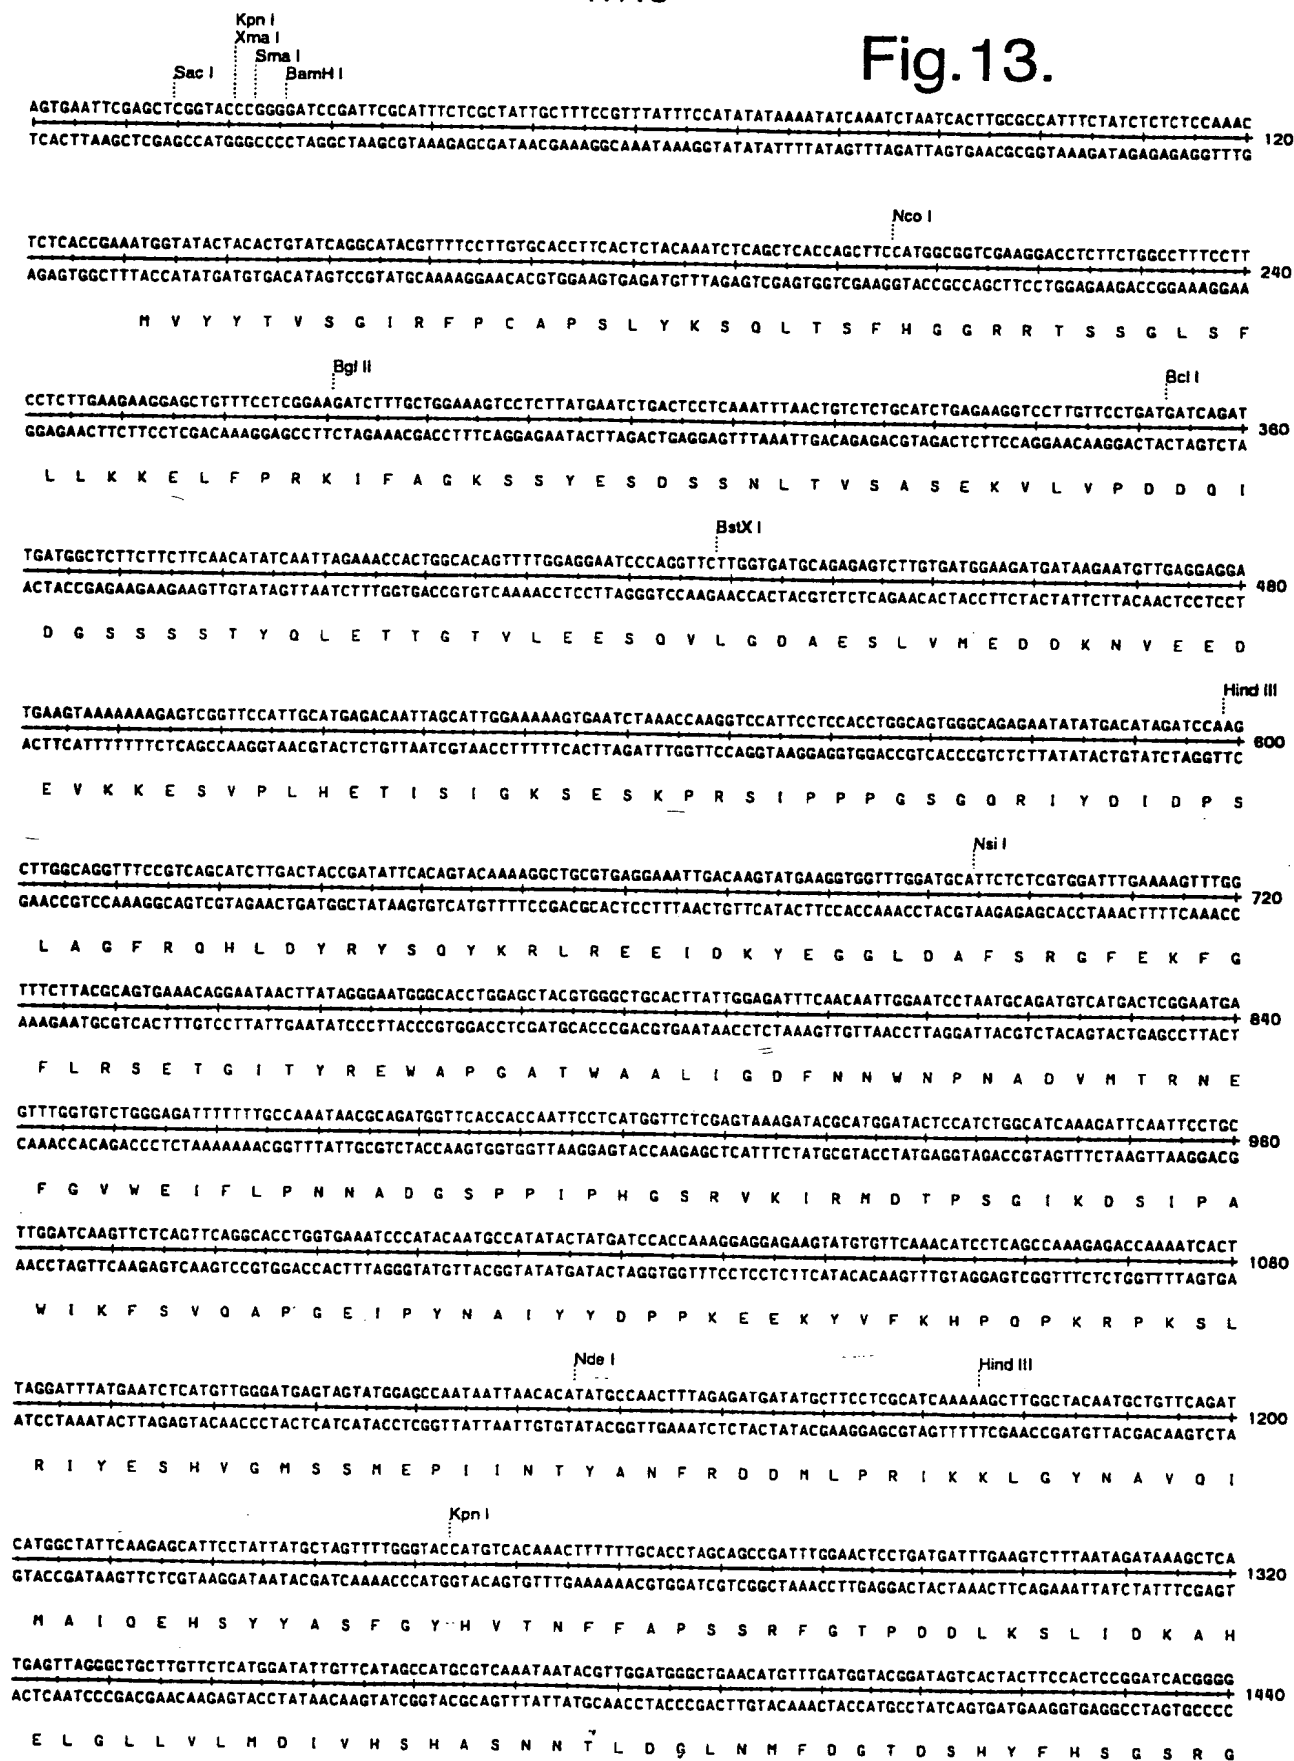 Fig.13.
Kpn I
Xma I
Sma I
Sac I BamH I
AGTGAATTCGAGCTCGGTACCCGGGGATCCGATTCGCATTTCTCGCTATTGCTTTCCGTTTATTTCCATATATAAAATATCAAATCTAATCACTTGCGCCATTTCTATCTCTCTCCAAAC
120
TCACTTAAGCTCGAGCCATGGGCCCCTAGGCTAAGCGTAAAGAGCGATAACGAAAGGCAAATAAAGGTATATATTTTATAGTTTAGATTAGTGAACGCGGTAAAGATAGAGAGAGGTTTG
Nco I
TCTCACCGAAATGGTATACTACACTGTATCAGGCATACGTTTTCCTTGTGCACCTTCACTCTACAAATCTCAGCTCACCAGCTTCCATGGCGGTCGAAGGACCTCTTCTGGCCTTTCCTT
240
AGAGTGGCTTTACCATATGATGTGACATAGTCCGTATGCAAAAGGAACACGTGGAAGTGAGATGTTTAGAGTCGAGTGGTCGAAGGTACCGCCAGCTTCCTGGAGAAGACCGGAAAGGAA
M V Y Y T V S G I R F P C A P S L Y K S Q L T S F H G G R R T S S G L S F
Bgl II Bcl I
CCTCTTGAAGAAGGAGCTGTTTCCTCGGAAGATCTTTGCTGGAAAGTCCTCTTATGAATCTGACTCCTCAAATTTAACTGTCTCTGCATCTGAGAAGGTCCTTGTTCCTGATGATCAGAT
360
GGAGAACTTCTTCCTCGACAAAGGAGCCTTCTAGAAACGACCTTTCAGGAGAATACTTAGACTGAGGAGTTTAAATTGACAGAGACGTAGACTCTTCCAGGAACAAGGACTACTAGTCTA
L L K K E L F P R K I F A G K S S Y E S D S S N L T V S A S E K V L V P D D Q I
BstX I
TGATGGCTCTTCTTCTTCAACATATCAATTAGAAACCACTGGCACAGTTTTGGAGGAATCCCAGGTTCTTGGTGATGCAGAGAGTCTTGTGATGGAAGATGATAAGAATGTTGAGGAGGA
480
ACTACCGAGAAGAAGAAGTTGTATAGTTAATCTTTGGTGACCGTGTCAAAACCTCCTTAGGGTCCAAGAACCACTACGTCTCTCAGAACACTACCTTCTACTATTCTTACAACTCCTCCT
D G S S S S T Y Q L E T T G T V L E E S Q V L G D A E S L V M E D D K N V E E D
Hind III
TGAAGTAAAAAAAGAGTCGGTTCCATTGCATGAGACAATTAGCATTGGAAAAAGTGAATCTAAACCAAGGTCCATTCCTCCACCTGGCAGTGGGCAGAGAATATATGACATAGATCCAAG
600
ACTTCATTTTTTTCTCAGCCAAGGTAACGTACTCTGTTAATCGTAACCTTTTTCACTTAGATTTGGTTCCAGGTAAGGAGGTGGACCGTCACCCGTCTCTTATATACTGTATCTAGGTTC
E V K K E S V P L H E T I S I G K S E S K P R S I P P P G S G Q R I Y D I D P S
Nsi I
CTTGGCAGGTTTCCGTCAGCATCTTGACTACCGATATTCACAGTACAAAAGGCTGCGTGAGGAAATTGACAAGTATGAAGGTGGTTTGGATGCATTCTCTCGTGGATTTGAAAAGTTTGG
720
GAACCGTCCAAAGGCAGTCGTAGAACTGATGGCTATAAGTGTCATGTTTTCCGACGCACTCCTTTAACTGTTCATACTTCCACCAAACCTACGTAAGAGAGCACCTAAACTTTTCAAACC
L A G F R Q H L D Y R Y S Q Y K R L R E E I D K Y E G G L D A F S R G F E K F G
TTTCTTACGCAGTGAAACAGGAATAACTTATAGGGAATGGGCACCTGGAGCTACGTGGGCTGCACTTATTGGAGATTTCAACAATTGGAATCCTAATGCAGATGTCATGACTCGGAATGA
840
AAAGAATGCGTCACTTTGTCCTTATTGAATATCCCTTACCCGTGGACCTCGATGCACCCGACGTGAATAACCTCTAAAGTTGTTAACCTTAGGATTACGTCTACAGTACTGAGCCTTACT
F L R S E T G I T Y R E W A P G A T W A A L I G D F N N W N P N A D V M T R N E
GTTTGGTGTCTGGGAGATTTTTTTGCCAAATAACGCAGATGGTTCACCACCAATTCCTCATGGTTCTCGAGTAAAGATACGCATGGATACTCCATCTGGCATCAAAGATTCAATTCCTGC
960
CAAACCACAGACCCTCTAAAAAAACGGTTTATTGCGTCTACCAAGTGGTGGTTAAGGAGTACCAAGAGCTCATTTCTATGCGTACCTATGAGGTAGACCGTAGTTTCTAAGTTAAGGACG
F G V W E I F L P N N A D G S P P I P H G S R V K I R M D T P S G I K D S I P A
TTGGATCAAGTTCTCAGTTCAGGCACCTGGTGAAATCCCATACAATGCCATATACTATGATCCACCAAAGGAGGAGAAGTATGTGTTCAAACATCCTCAGCCAAAGAGACCAAAATCACT
1080
AACCTAGTTCAAGAGTCAAGTCCGTGGACCACTTTAGGGTATGTTACGGTATATGATACTAGGTGGTTTCCTCCTCTTCATACACAAGTTTGTAGGAGTCGGTTTCTCTGGTTTTAGTGA
W I K F S V Q A P G E I P Y N A I Y Y D P P K E E K Y V F K H P Q P K R P K S L
Nde I Hind III
TAGGATTTATGAATCTCATGTTGGGATGAGTAGTATGGAGCCAATAATTAACACATATGCCAACTTTAGAGATGATATGCTTCCTCGCATCAAAAAGCTTGGCTACAATGCTGTTCAGAT
1200
ATCCTAAATACTTAGAGTACAACCCTACTCATCATACCTCGGTTATTAATTGTGTATACGGTTGAAATCTCTACTATACGAAGGAGCGTAGTTTTTCGAACCGATGTTACGACAAGTCTA
R I Y E S H V G M S S M E P I I N T Y A N F R D D M L P R I K K L G Y N A V Q I
Kpn I
CATGGCTATTCAAGAGCATTCCTATTATGCTAGTTTTGGGTACCATGTCACAAACTTTTTTGCACCTAGCAGCCGATTTGGAACTCCTGATGATTTGAAGTCTTTAATAGATAAAGCTCA
1320
GTACCGATAAGTTCTCGTAAGGATAATACGATCAAAACCCATGGTACAGTGTTTGAAAAAACGTGGATCGTCGGCTAAACCTTGAGGACTACTAAACTTCAGAAATTATCTATTTCGAGT
M A I Q E H S Y Y A S F G Y H V T N F F A P S S R F G T P D D L K S L I D K A H
TGAGTTAGGGCTGCTTGTTCTCATGGATATTGTTCATAGCCATGCGTCAAATAATACGTTGGATGGGCTGAACATGTTTGATGGTACGGATAGTCACTACTTCCACTCCGGATCACGGGG
1440
ACTCAATCCCGACGAACAAGAGTACCTATAACAAGTATCGGTACGCAGTTTATTATGCAACCTACCCGACTTGTACAAACTACCATGCCTATCAGTGATGAAGGTGAGGCCTAGTGCCCC
E L G L L V L M D I V H S H A S N N T L D G L N M F D G T D S H Y F H S G S R G